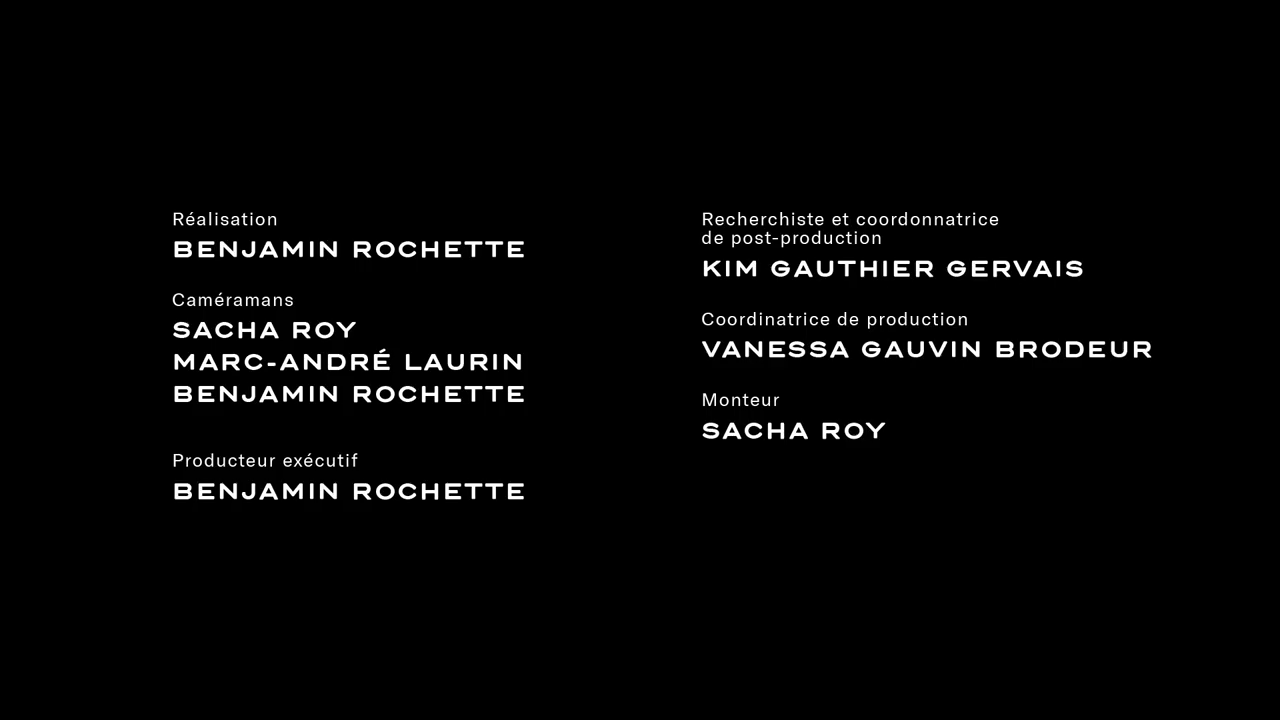 Réalisation
BENJAMIN ROCHETTE
Caméramans
SACHA ROY
MARC-ANDRÉ LAURIN
BENJAMIN ROCHETTE
Producteur exécutif
BENJAMIN ROCHETTE
Recherchiste et coordonnatrice
de post-production
KIM GAUTHIER GERVAIS
Coordinatrice de production
VANESSA GAUVIN BRODEUR
Monteur
SACHA ROY